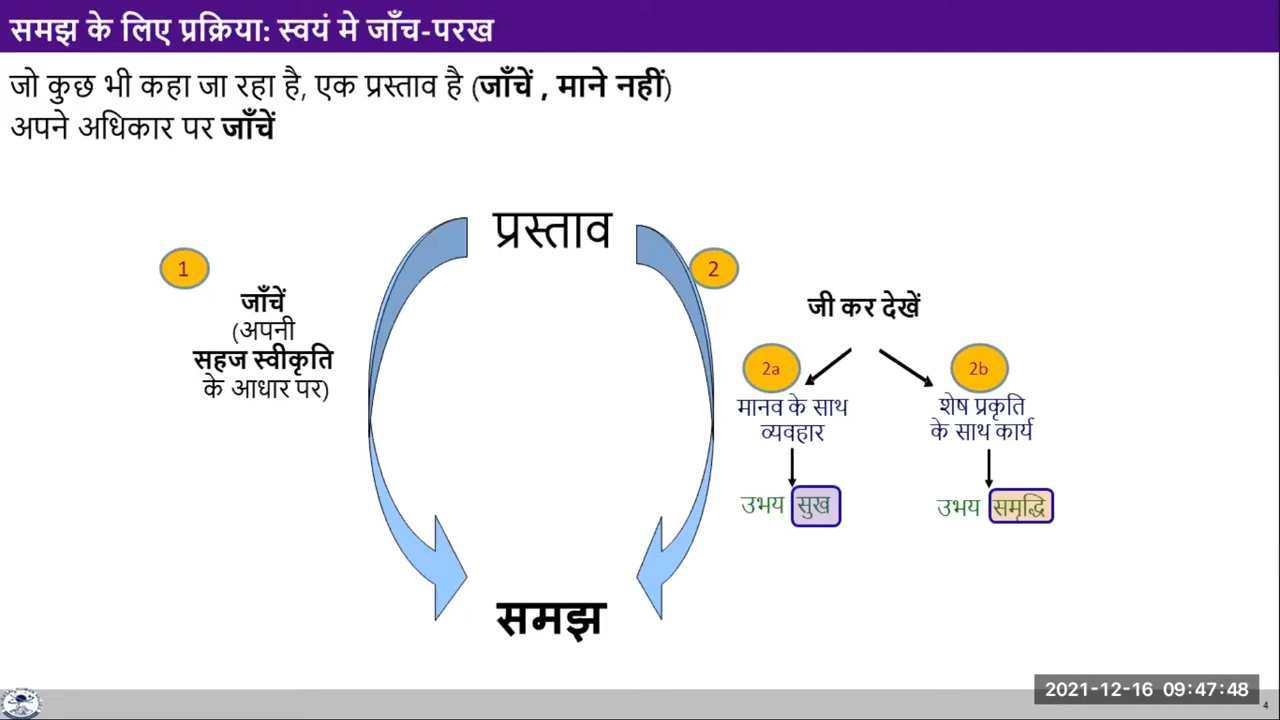 समझ के लिए प्रक्रिया: स्वयं मे जाँच-परख
जो कुछ भी कहा जा रहा है, एक प्रस्ताव है (जाँचें , माने नहीं)
अपने अधिकार पर जाँचें
प्रस्ताव
1
जाँचें
(अपनी
सहज स्वीकृति
के आधार पर)
2
जी कर देखें
2a
मानव के साथ
व्यवहार
उभय सुख
2b
शेष प्रकृति
के साथ कार्य
उभय समृद्धि
समझ
2021-12-16 09:47:48
4